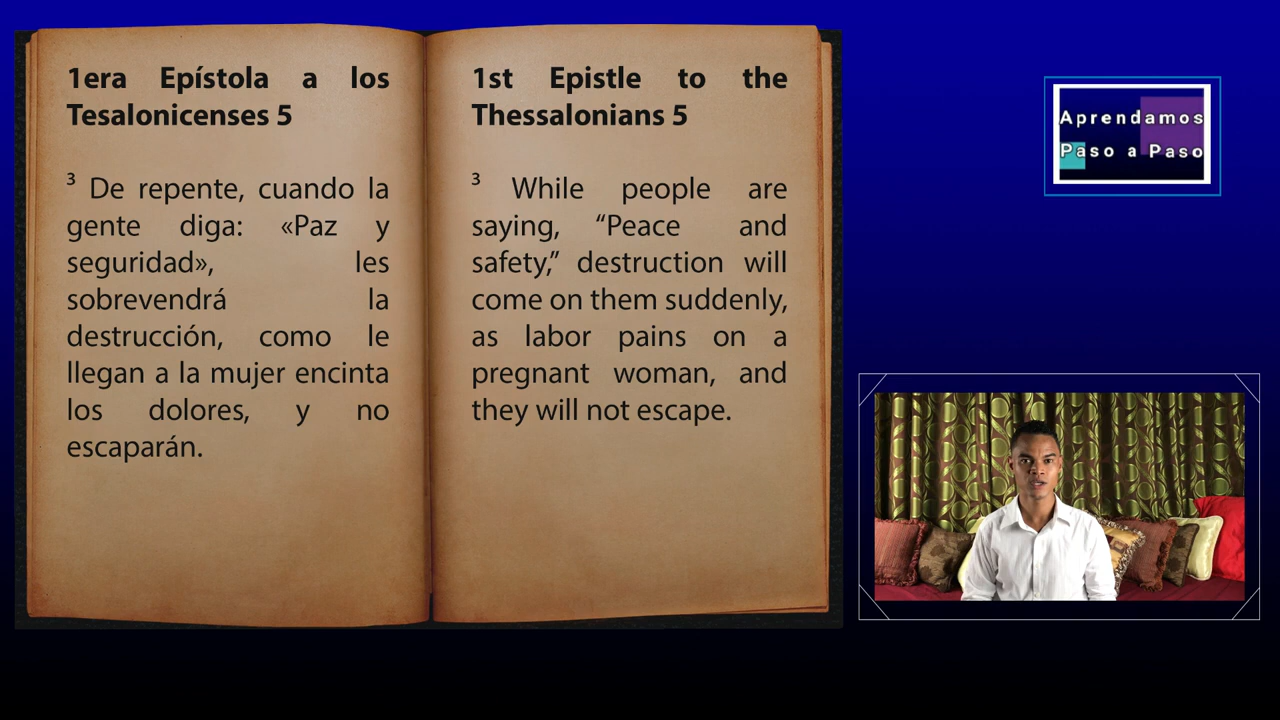 1era Epístola a los
Tesalonicenses 5
³ De repente, cuando la
gente diga: «Paz y
seguridad», les
sobrevendrá la
destrucción, como le
llegan a la mujer encinta
los dolores, y no
escaparán.
1st Epistle to the
Thessalonians 5
³ While people are
saying, “Peace and
safety,” destruction will
come on them suddenly,
as labor pains on a
pregnant woman, and
they will not escape.
Aprendamos
Paso a Paso